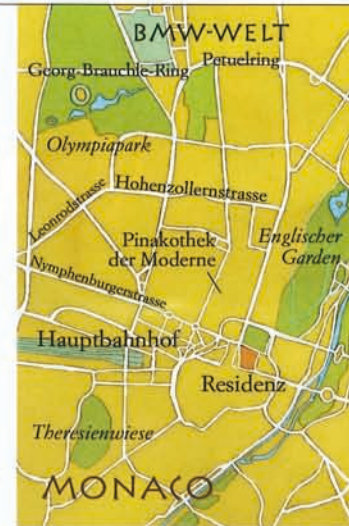 BMW-WELT
Georg-Brauchle-Ring
Petuelring
Olympiapark
Leonrodstrasse
Hohenzollernstrasse
Pinakothek
der Moderne
Englischer
Garden
Nymphenburgerstrasse
Hauptbahnhof
Residenz
Theresienwiese
MONACO